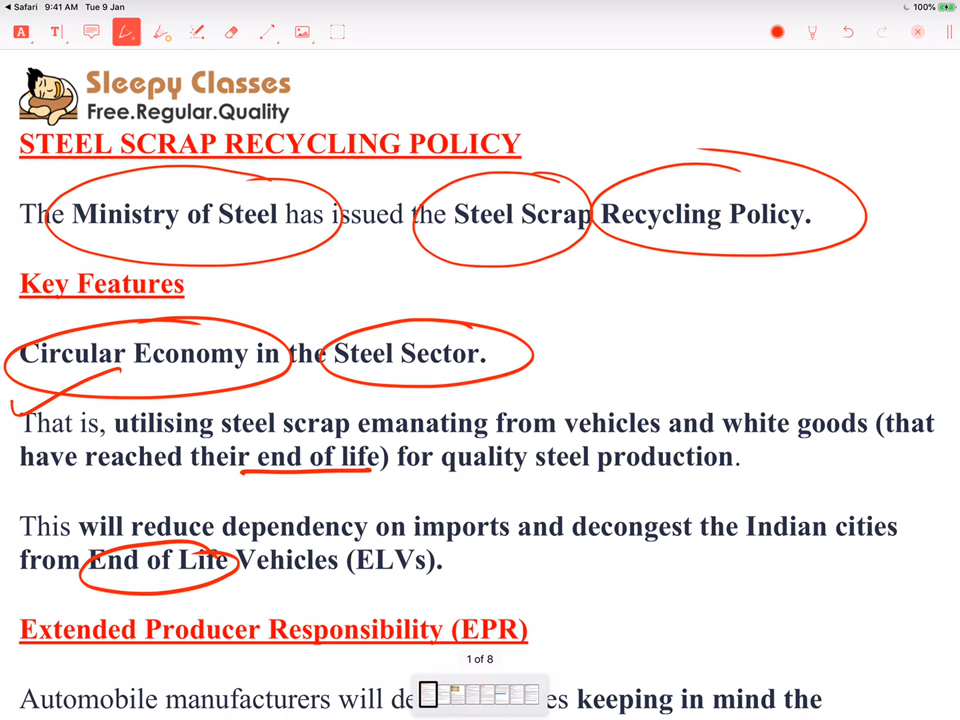 Safari 9:41 AM Tue 9 Jan 100%
A T
Sleepy Classes
Free.Regular.Quality
STEEL SCRAP RECYCLING POLICY
The Ministry of Steel has issued the Steel Scrap Recycling Policy.
Key Features
Circular Economy in the Steel Sector.
That is, utilising steel scrap emanating from vehicles and white goods (that
have reached their end of life) for quality steel production.
This will reduce dependency on imports and decongest the Indian cities
from End of Life Vehicles (ELVs).
Extended Producer Responsibility (EPR)
1 of 8
Automobile manufacturers will keeping in mind the